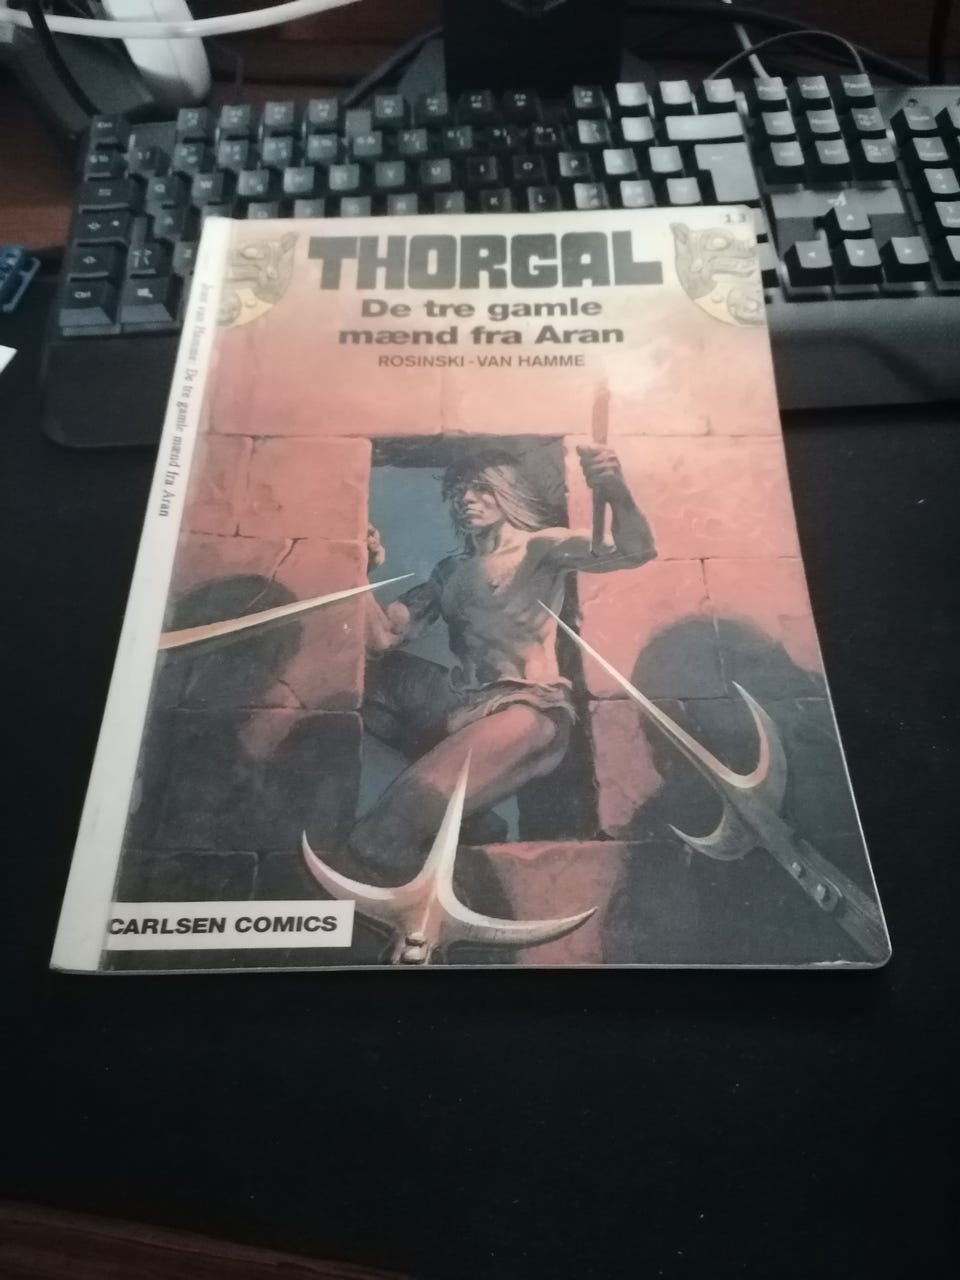 13
THORGAL
De tre gamle
mænd fra Aran
ROSINSKI - VAN HAMME
Jean van Hamme: De tre gamle mænd fra Aran
CARLSEN COMICS